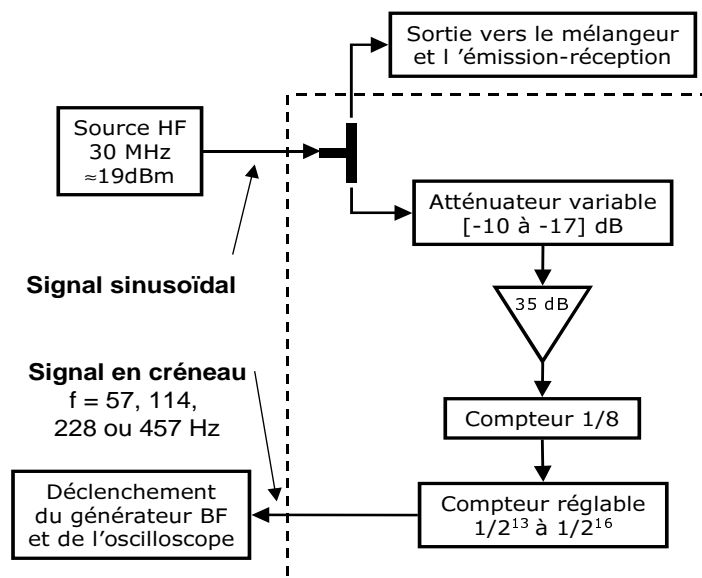 Sortie vers le mélangeur
et l ’émission-réception
Source HF
30 MHz
≈19dBm
Atténuateur variable
[-10 à -17] dB
Signal sinusoïdal
35 dB
Signal en créneau
f = 57, 114,
228 ou 457 Hz
Compteur 1/8
Déclenchement
du générateur BF
et de l’oscilloscope
Compteur réglable
1/2¹³ à 1/2¹⁶